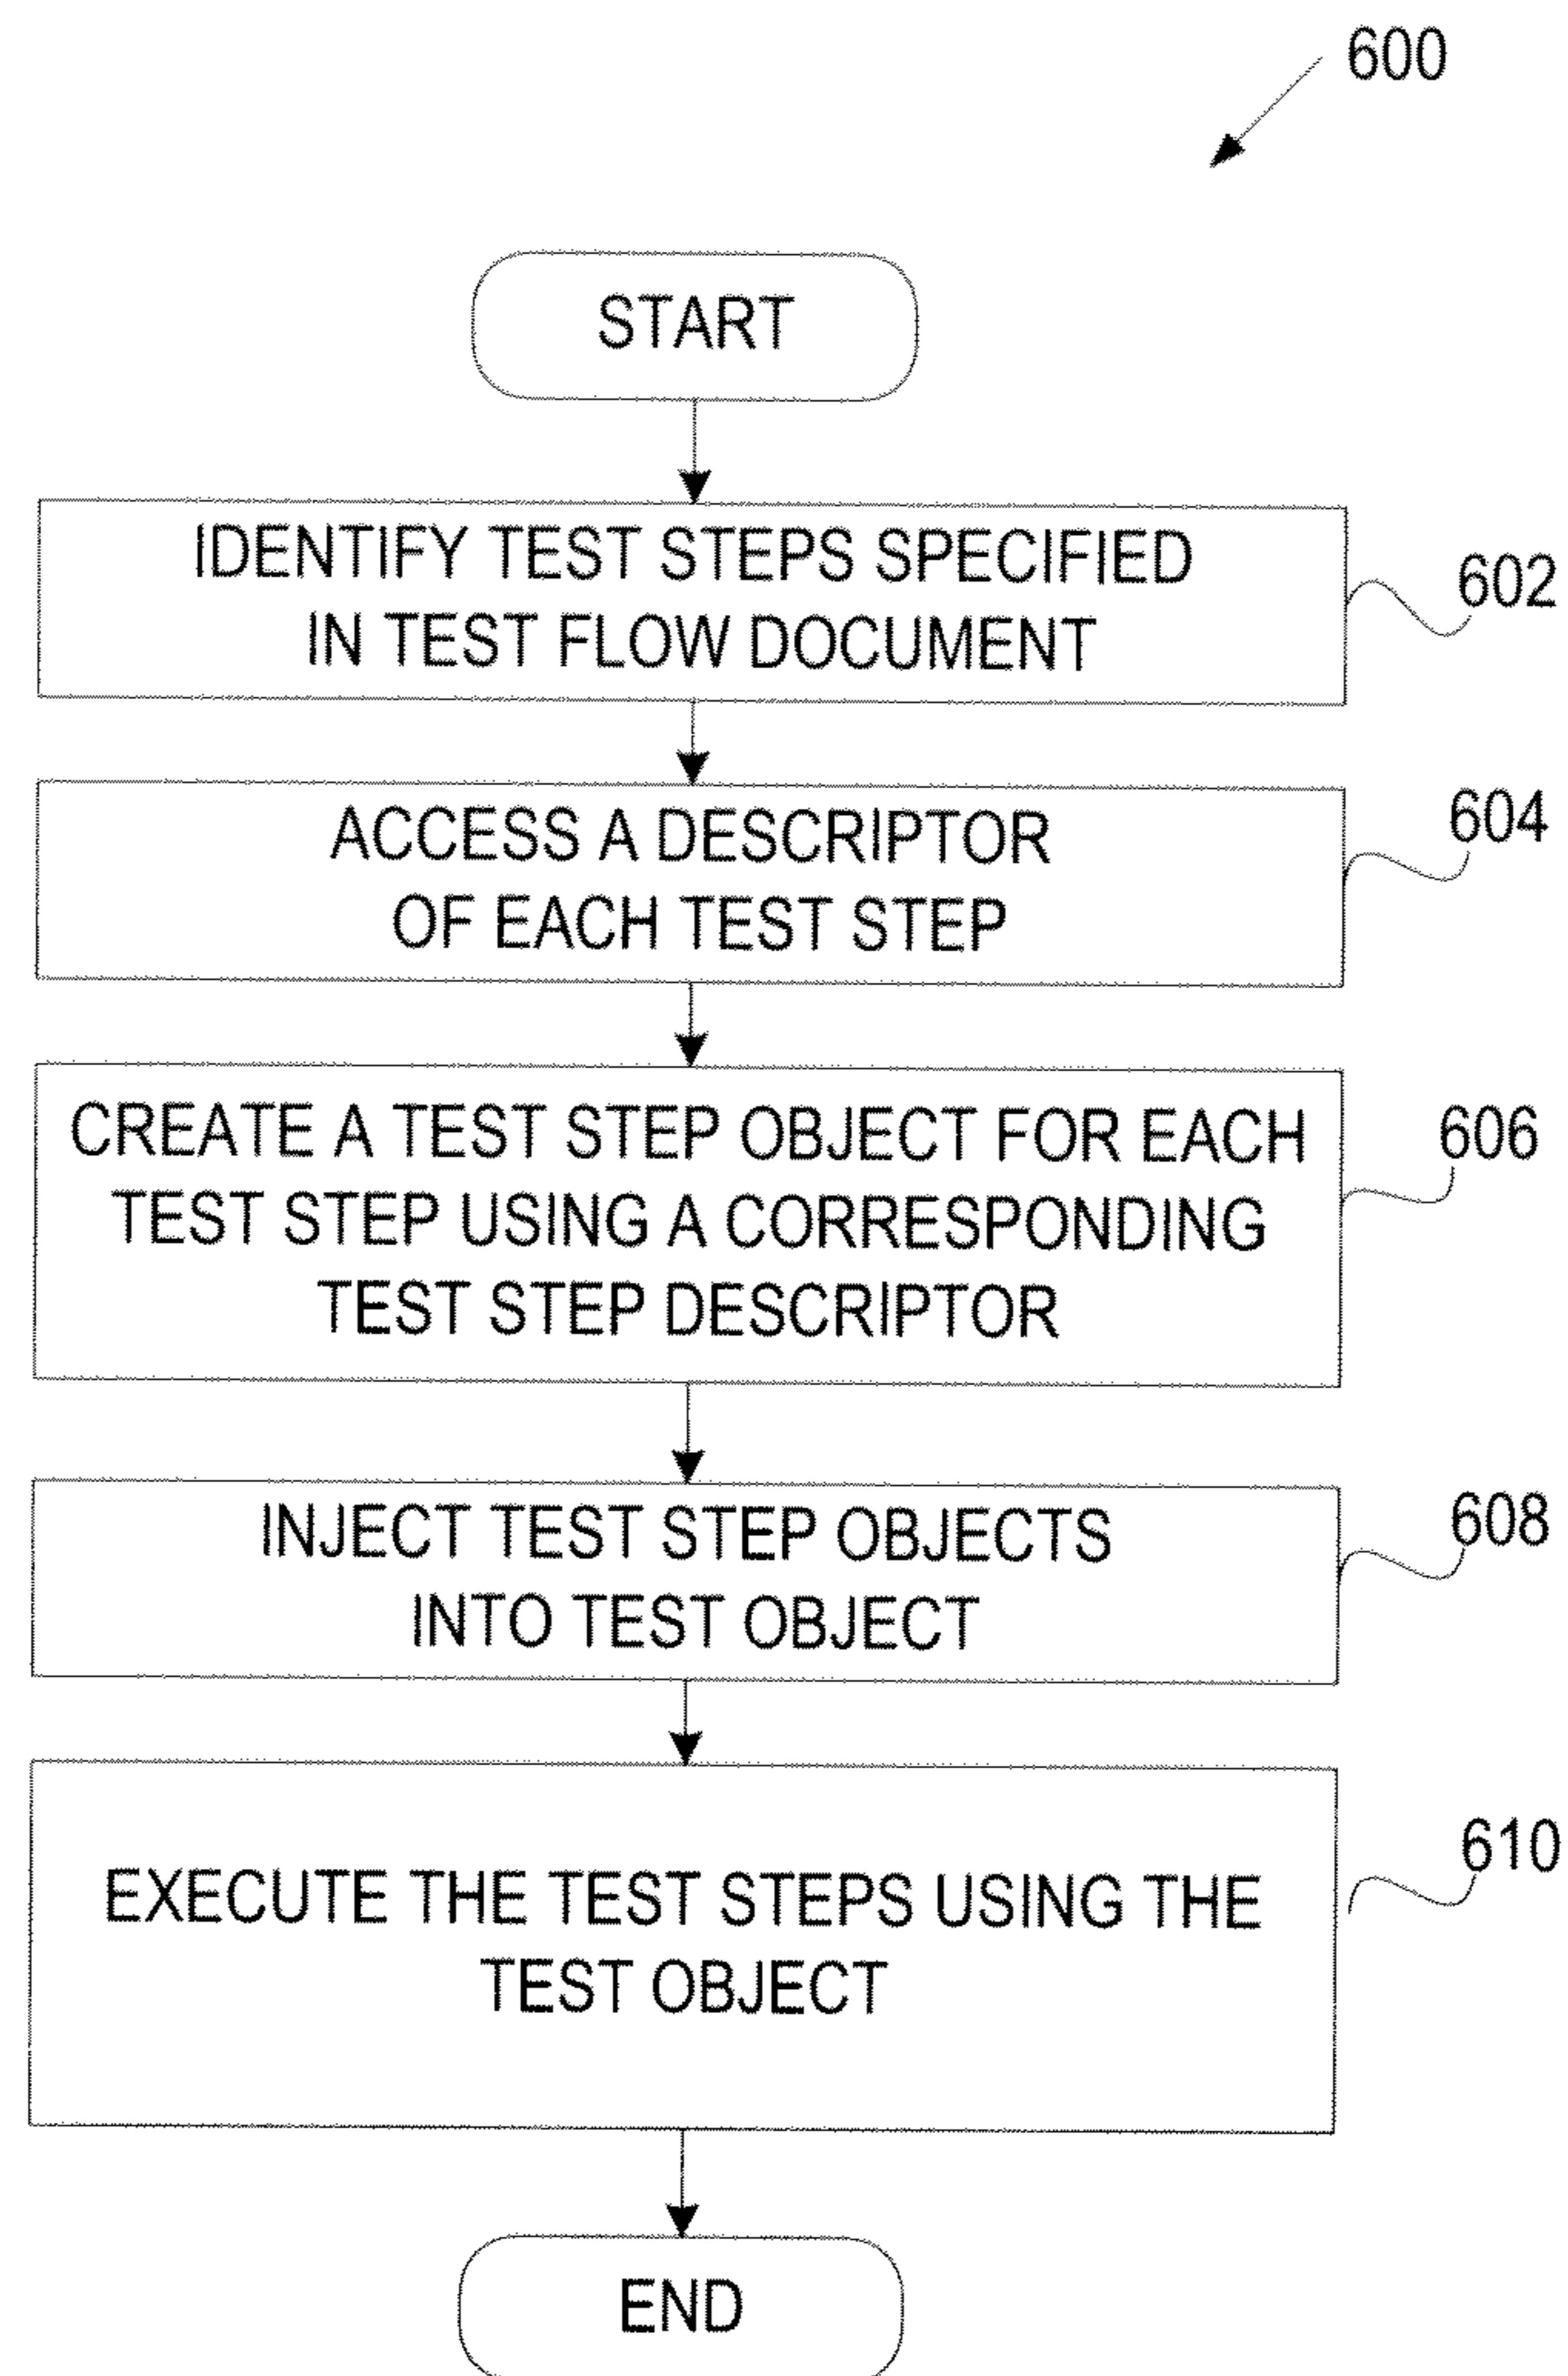 600
START
IDENTIFY TEST STEPS SPECIFIED
IN TEST FLOW DOCUMENT
602
ACCESS A DESCRIPTOR
OF EACH TEST STEP
604
CREATE A TEST STEP OBJECT FOR EACH
TEST STEP USING A CORRESPONDING
TEST STEP DESCRIPTOR
606
INJECT TEST STEP OBJECTS
INTO TEST OBJECT
608
EXECUTE THE TEST STEPS USING THE
TEST OBJECT
610
END